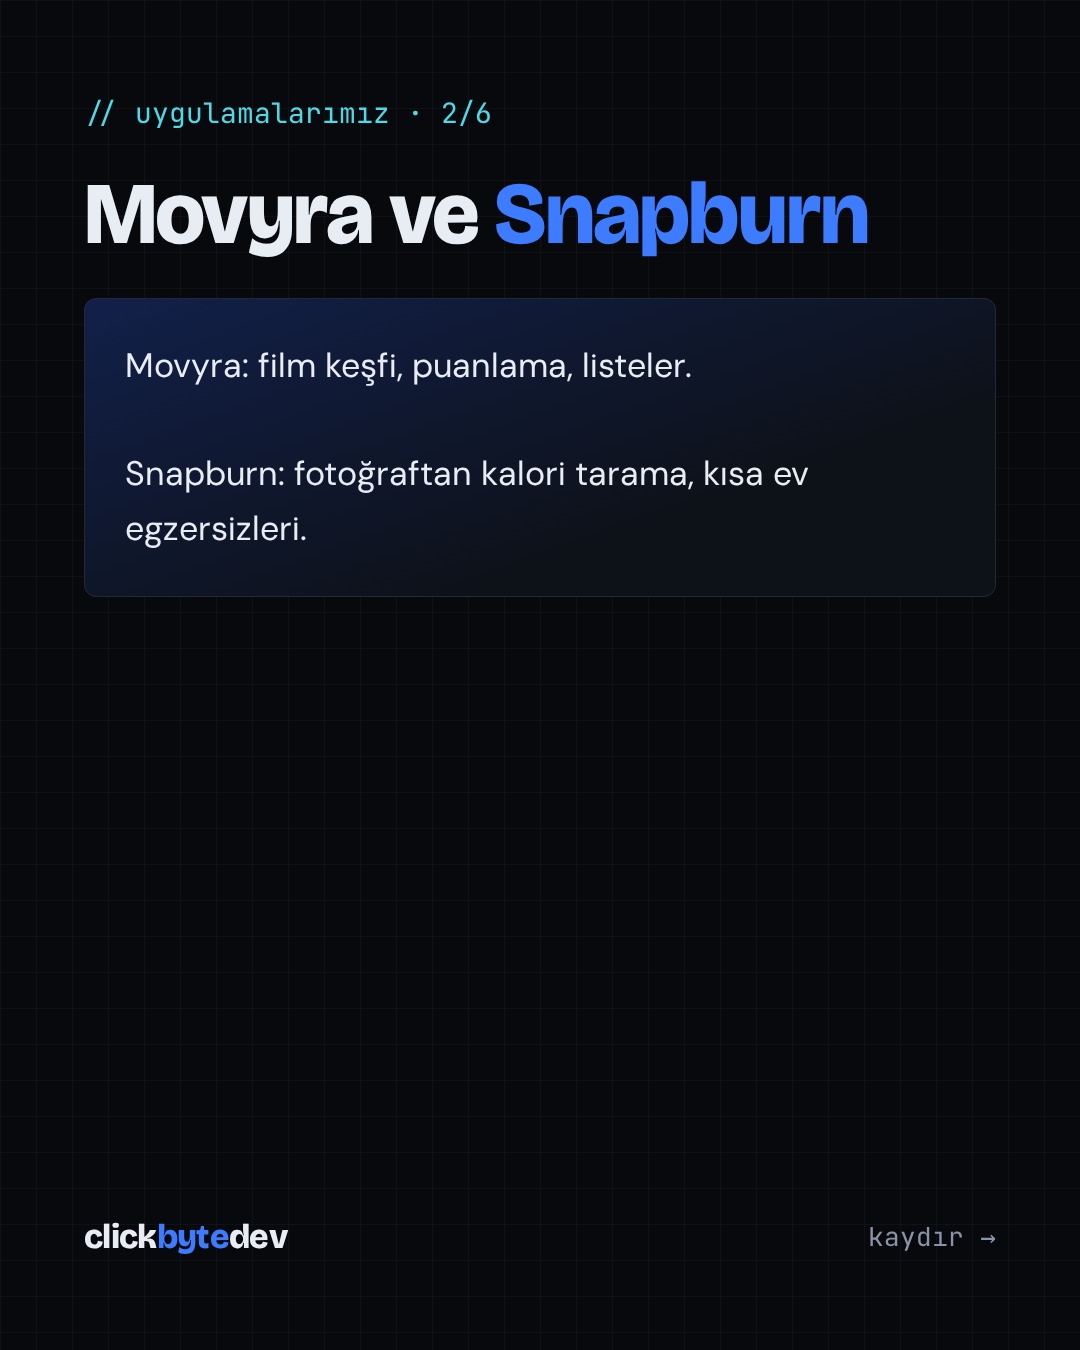 // uygulamalarımız · 2/6
Movyra ve Snapburn
Movyra: film keşfi, puanlama, listeler.
Snapburn: fotoğraftan kalori tarama, kısa ev
egzersizleri.
clickbytedev
kaydır →